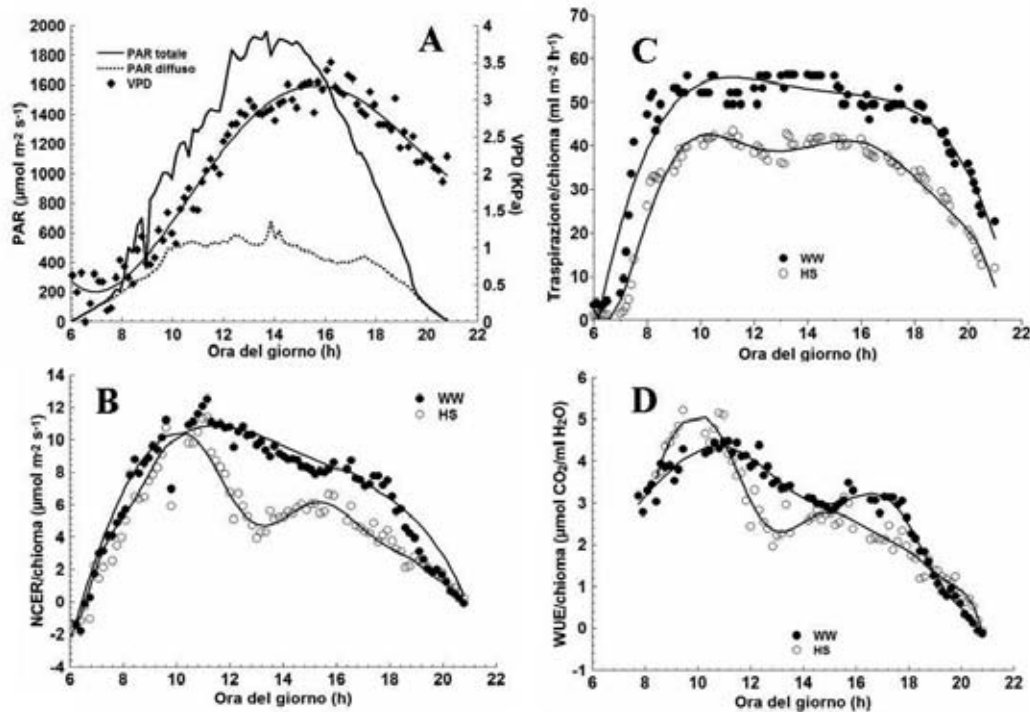 A
PAR totale
PAR diffuso
VPD
PAR (µmol m-2 s-1)
2000
1800
1600
1400
1200
1000
800
600
400
200
0
4
3.5
3
2.5
2
1.5
1
0.5
0
VPD (KPa)
6 8 10 12 14 16 18 20 22
Ora del giorno (h)
C
Traspirazione/chioma (ml m-2 h-1)
70
60
50
40
30
20
10
0
WW
HS
6 8 10 12 14 16 18 20 22
Ora del giorno (h)
B
NCER/chioma (µmol m-2 s-1)
14
12
10
8
6
4
2
0
-2
-4
WW
HS
6 8 10 12 14 16 18 20 22
Ora del giorno (h)
D
WUE/chioma (µmol CO2/ml H2O)
6
5
4
3
2
1
0
-1
WW
HS
6 8 10 12 14 16 18 20 22
Ora del giorno (h)